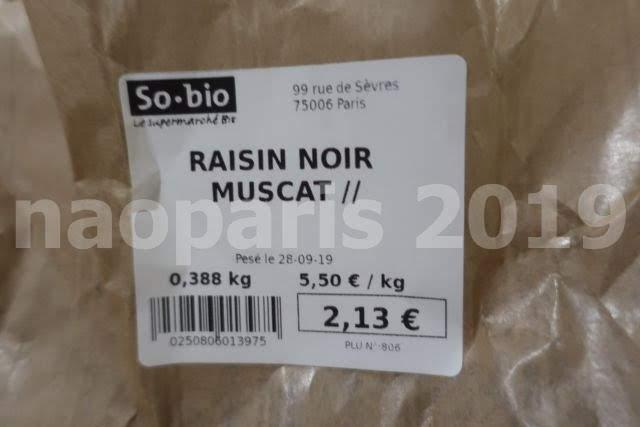 So•bio
Le supermarché Bio
99 rue de Sèvres
75006 Paris
RAISIN NOIR
MUSCAT //
naoparis 2019
Pesé le 28-09-19
0,388 kg
5,50 € / kg
2,13 €
0250806013975
PLU N° 806